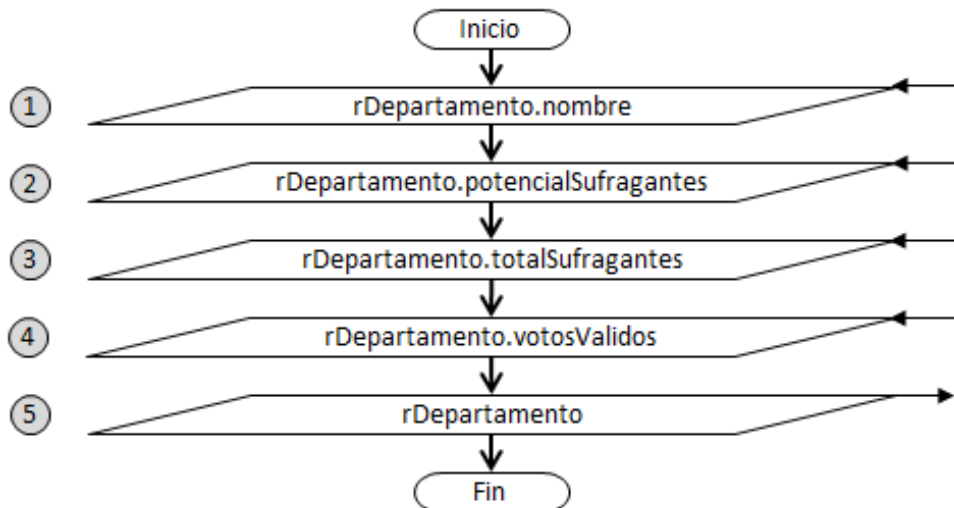 Inicio
1 rDepartamento.nombre
2 rDepartamento.potencialSufragantes
3 rDepartamento.totalSufragantes
4 rDepartamento.votosValidos
5 rDepartamento
Fin